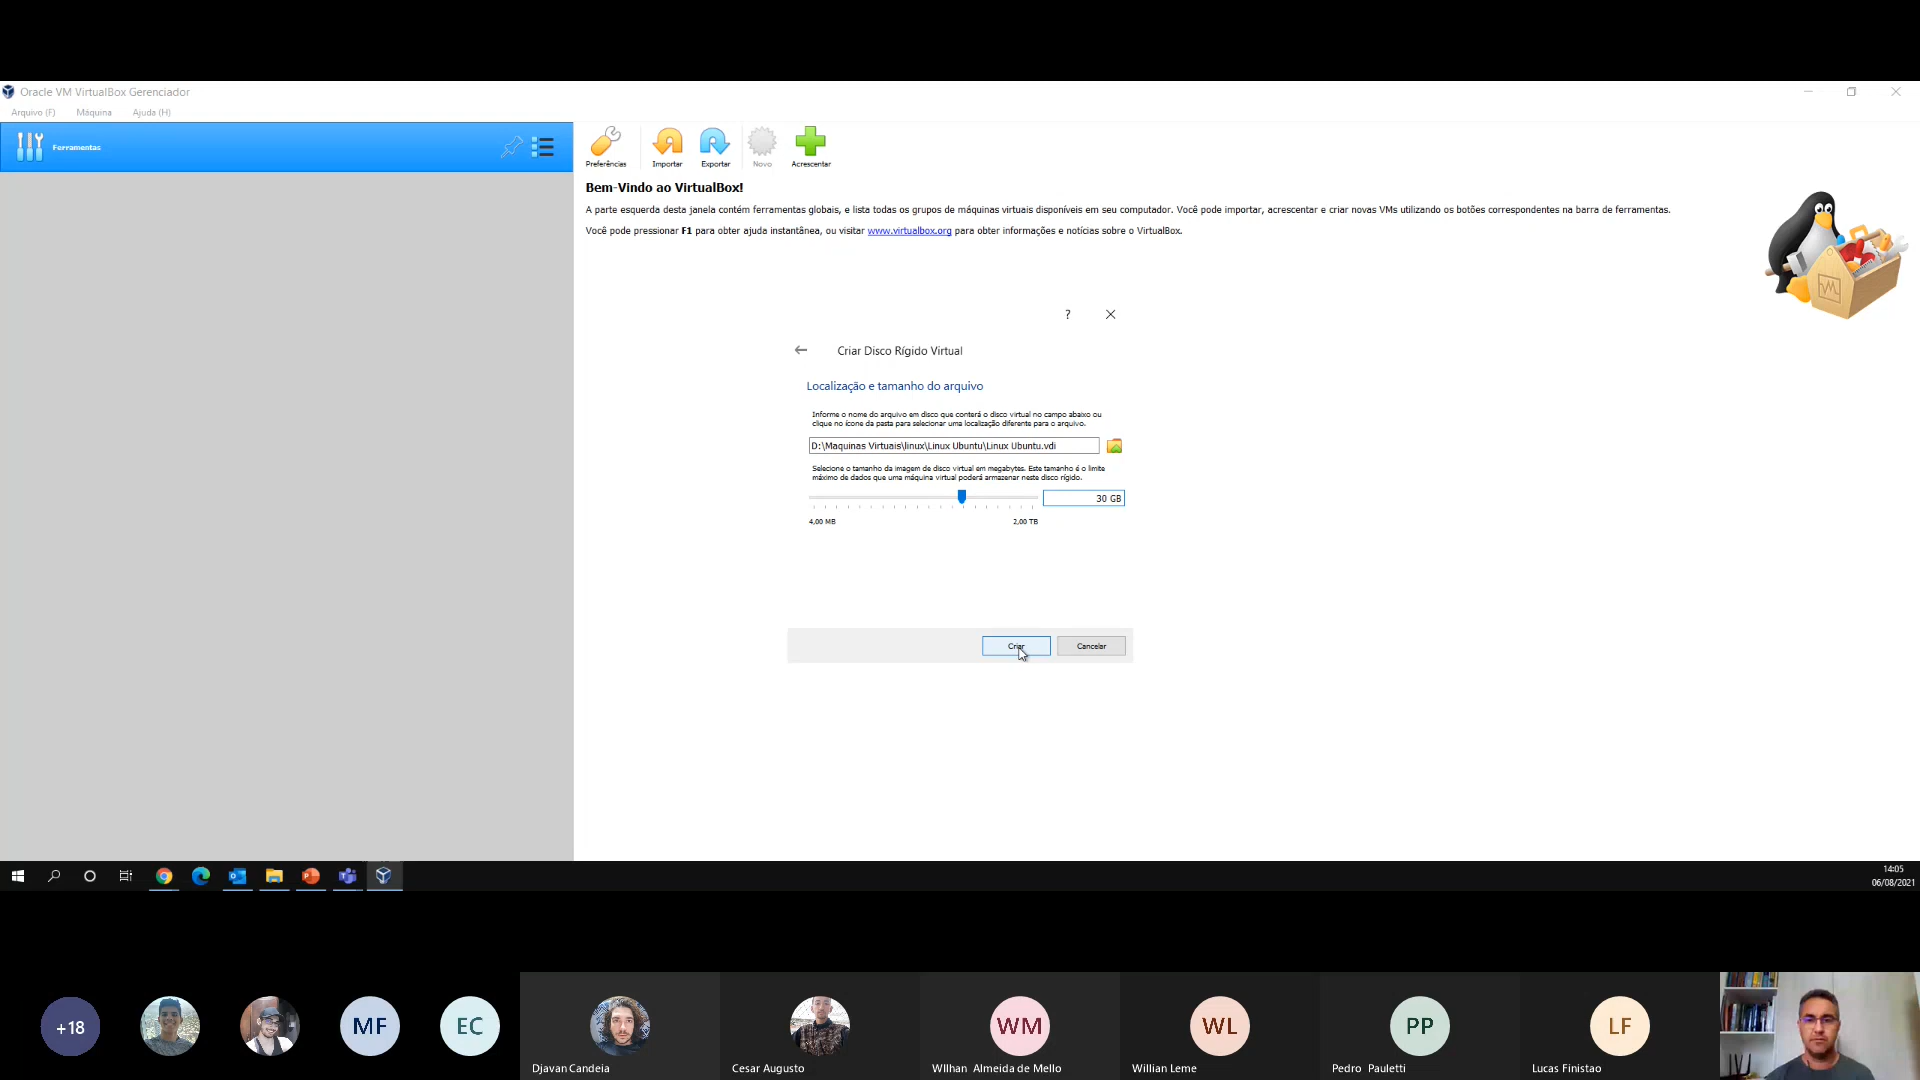 Oracle VM VirtualBox Gerenciador
Arquivo (F) Máquina Ajuda (H)
Ferramentas
Preferências Importar Exportar Novo Acrescentar
Bem-Vindo ao VirtualBox!
A parte esquerda desta janela contém ferramentas globais, e lista todas os grupos de máquinas virtuais disponíveis em seu computador. Você pode importar, acrescentar e criar novas VMs utilizando os botões correspondentes na barra de ferramentas.
Você pode pressionar F1 para obter ajuda instantânea, ou visitar www.virtualbox.org para obter informações e notícias sobre o VirtualBox.
?
Criar Disco Rígido Virtual
Localização e tamanho do arquivo
Informe o nome do arquivo em disco que conterá o disco virtual no campo abaixo ou
clique no ícone da pasta para selecionar uma localização diferente para o arquivo.
D:\Maquinas Virtuais\linux\Linux Ubuntu\Linux Ubuntu.vdi
Selecione o tamanho da imagem de disco virtual em megabytes. Este tamanho é o limite
máximo de dados que uma máquina virtual poderá armazenar neste disco rígido.
30 GB
4,00 MB 2,00 TB
Criar Cancelar
14:05
06/08/2021
+18 MF EC WM WL PP LF
Djavan Candeia Cesar Augusto WIlhan Almeida de Mello Willian Leme Pedro Pauletti Lucas Finistao